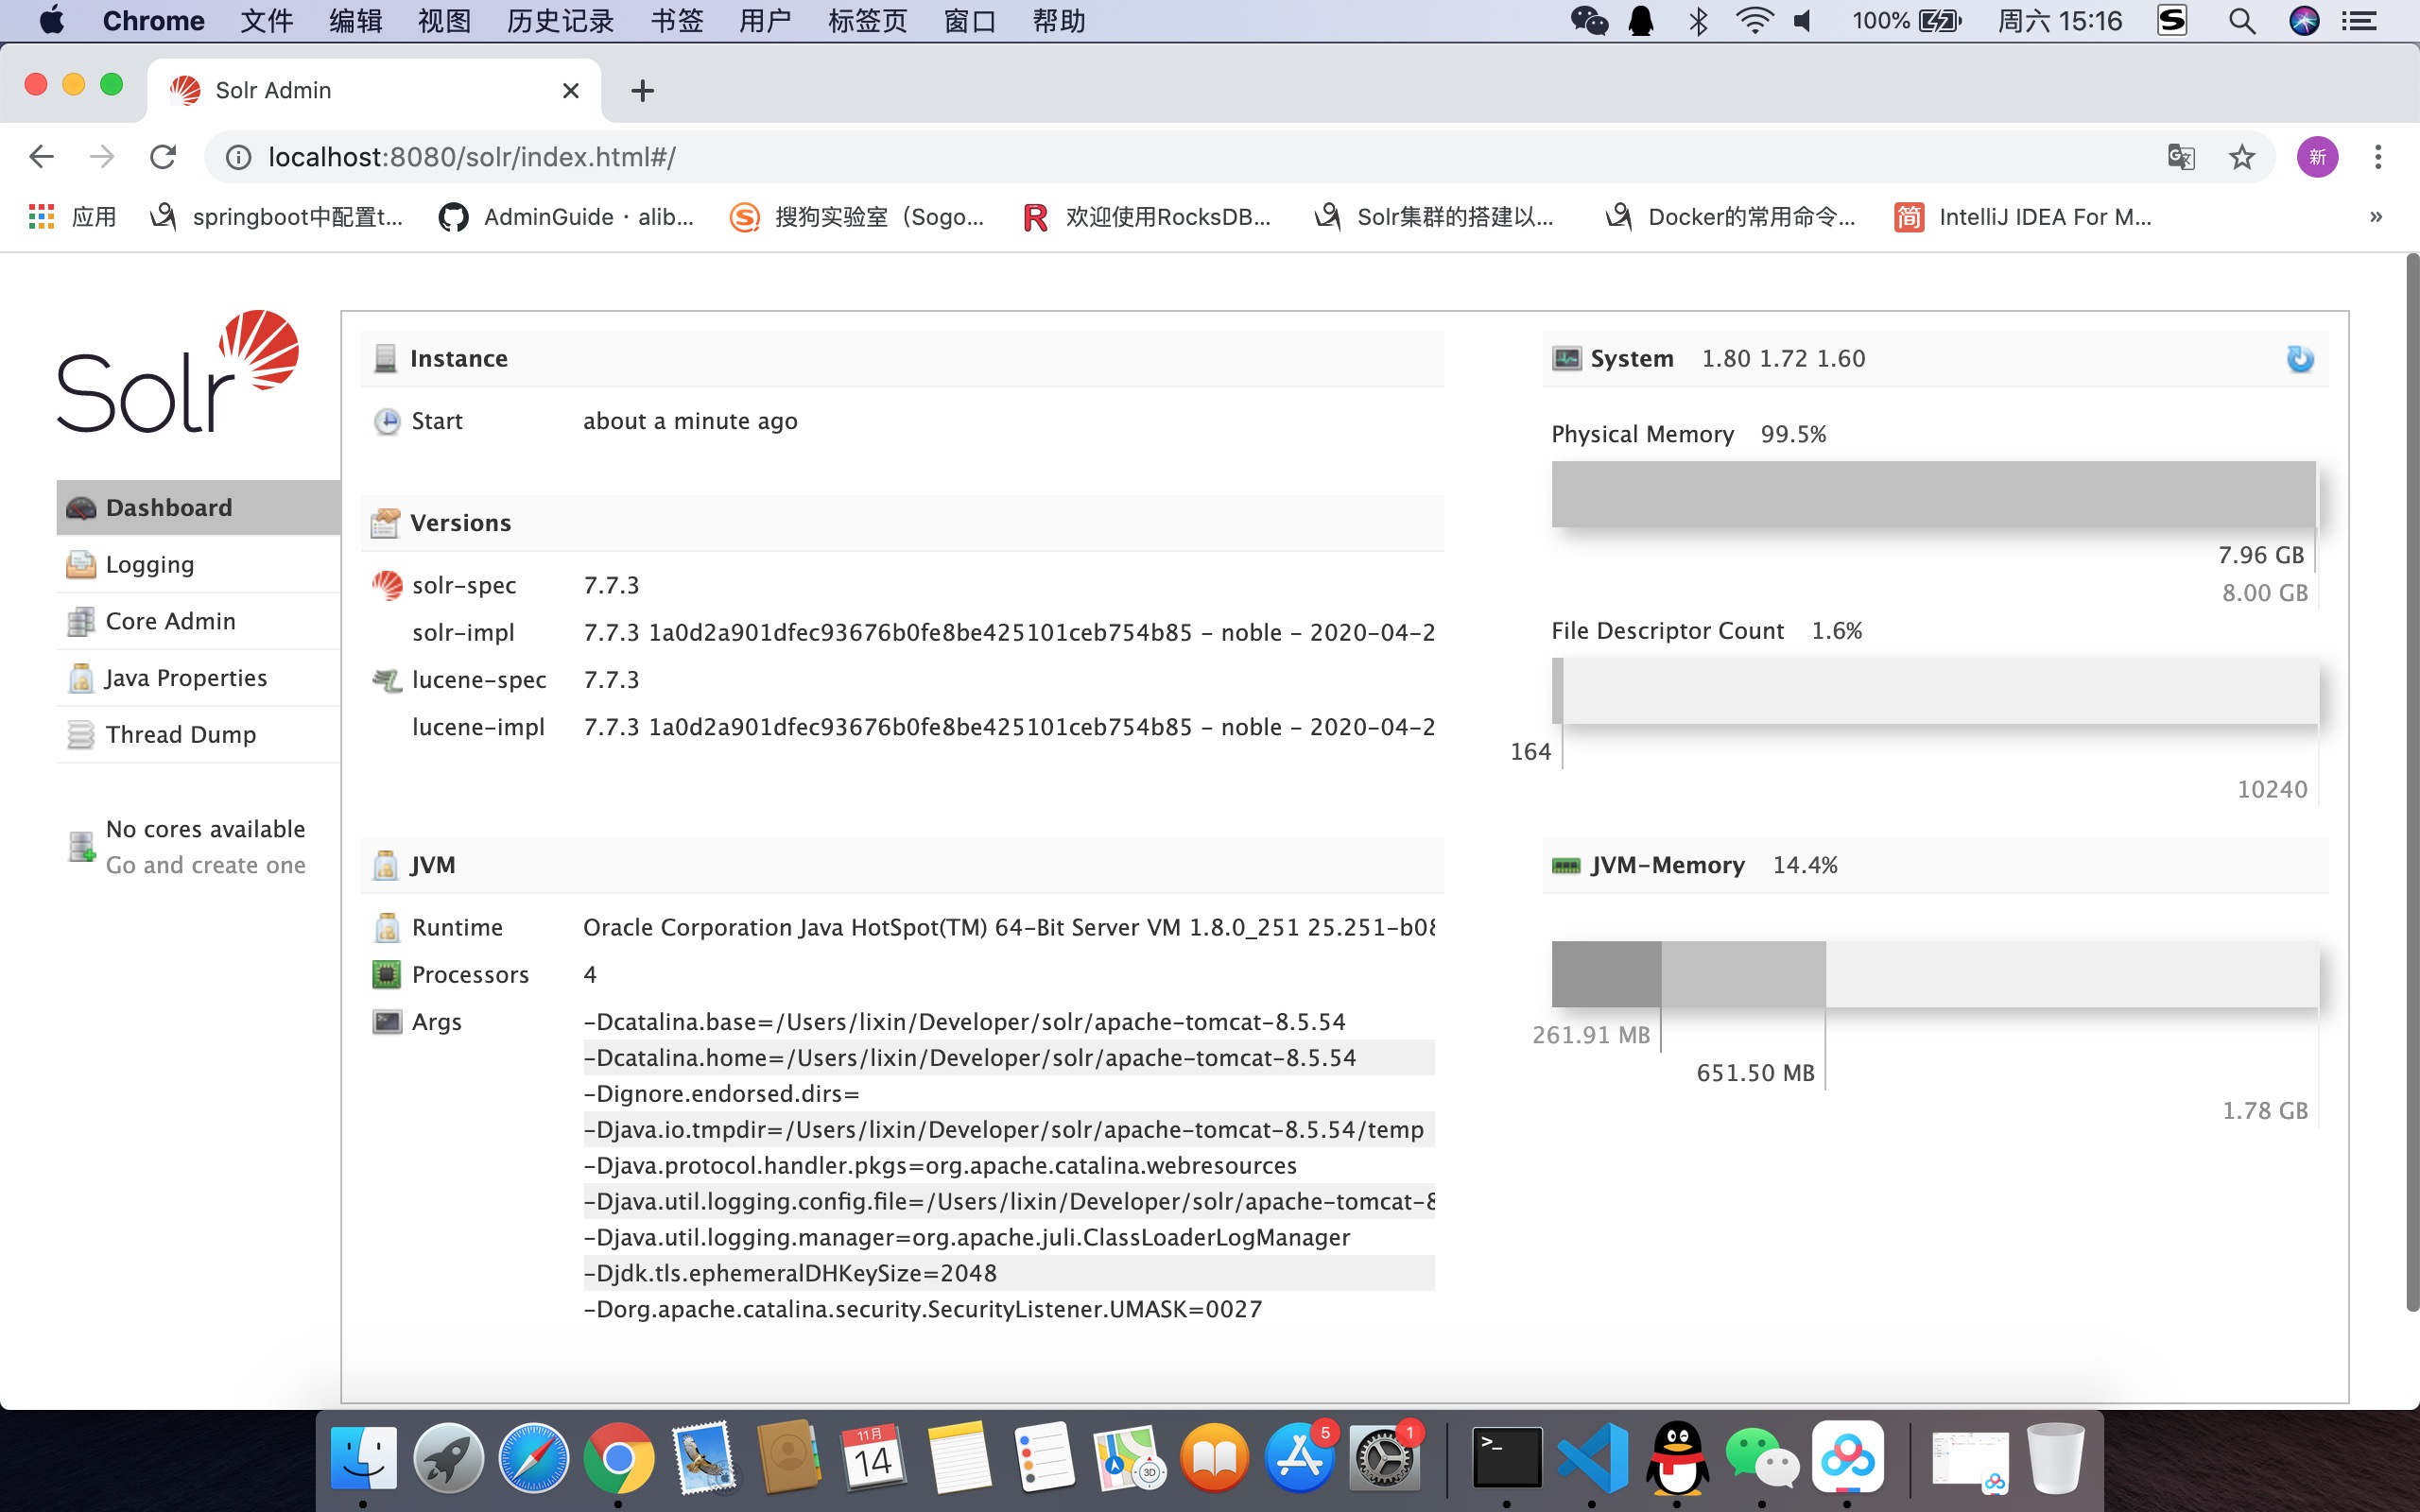 Chrome 文件 编辑 视图 历史记录 书签 用户 标签页 窗口 帮助 100% 周六 15:16
Solr Admin
localhost:8080/solr/index.html#/ 新
应用 springboot中配置t... AdminGuide · alib... 搜狗实验室（Sogo... 欢迎使用RocksDB... Solr集群的搭建以... Docker的常用命令... 简 IntelliJ IDEA For M... »
Solr
Dashboard
Logging
Core Admin
Java Properties
Thread Dump
No cores available
Go and create one
Instance
Start about a minute ago
Versions
solr-spec 7.7.3
solr-impl 7.7.3 1a0d2a901dfec93676b0fe8be425101ceb754b85 - noble - 2020-04-2
lucene-spec 7.7.3
lucene-impl 7.7.3 1a0d2a901dfec93676b0fe8be425101ceb754b85 - noble - 2020-04-2
JVM
Runtime Oracle Corporation Java HotSpot(TM) 64-Bit Server VM 1.8.0_251 25.251-b08
Processors 4
Args -Dcatalina.base=/Users/lixin/Developer/solr/apache-tomcat-8.5.54
-Dcatalina.home=/Users/lixin/Developer/solr/apache-tomcat-8.5.54
-Dignore.endorsed.dirs=
-Djava.io.tmpdir=/Users/lixin/Developer/solr/apache-tomcat-8.5.54/temp
-Djava.protocol.handler.pkgs=org.apache.catalina.webresources
-Djava.util.logging.config.file=/Users/lixin/Developer/solr/apache-tomcat-8
-Djava.util.logging.manager=org.apache.juli.ClassLoaderLogManager
-Djdk.tls.ephemeralDHKeySize=2048
-Dorg.apache.catalina.security.SecurityListener.UMASK=0027
System 1.80 1.72 1.60
Physical Memory 99.5%
7.96 GB
8.00 GB
File Descriptor Count 1.6%
164
10240
JVM-Memory 14.4%
261.91 MB
651.50 MB
1.78 GB
11月
14
3D
5
1
>_